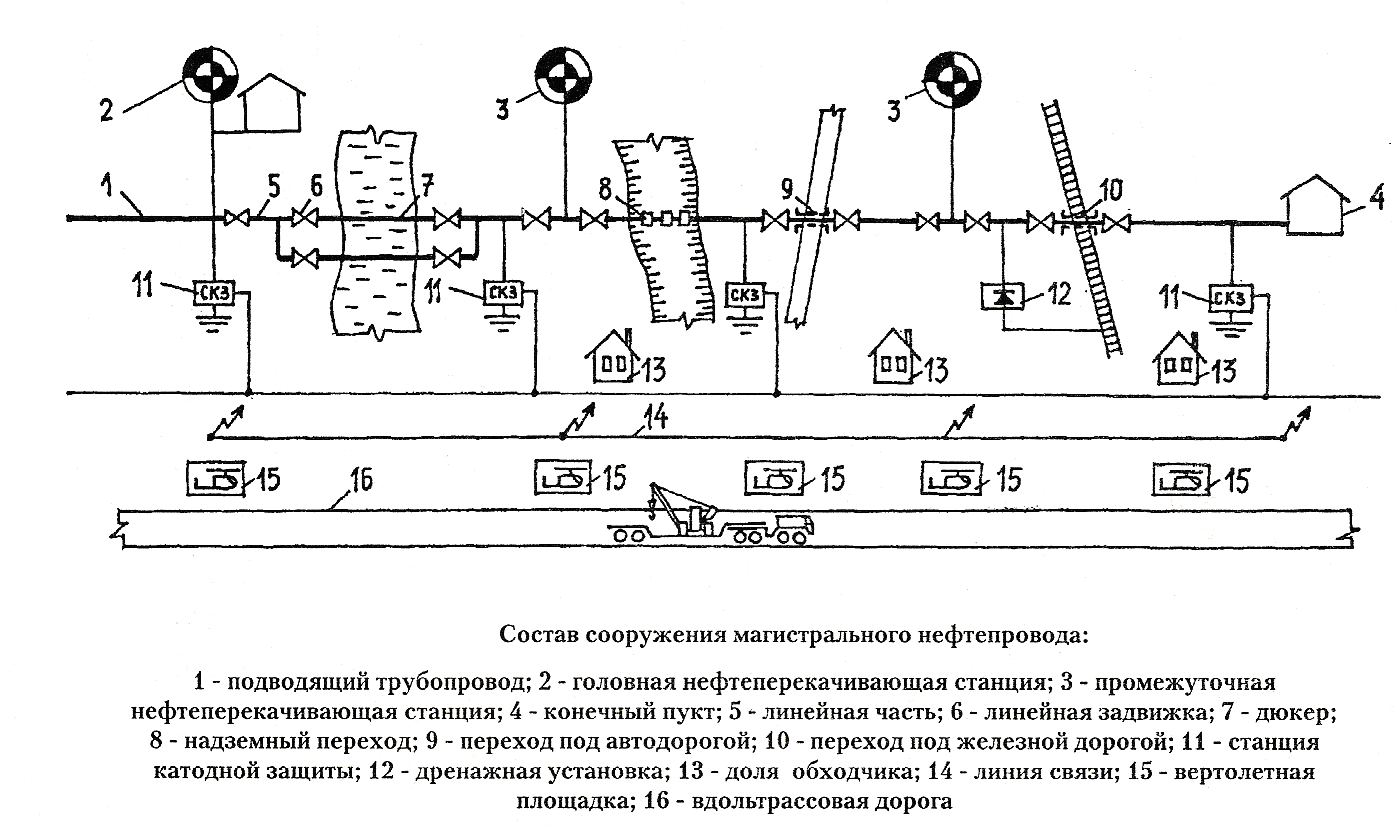 2
3
3
1
5
6
7
8
9
10
4
11
СКЗ
11
СКЗ
СКЗ
12
11
СКЗ
13
13
13
14
15
16
15
15
15
15
Состав сооружения магистрального нефтепровода:
1 - подводящий трубопровод; 2 - головная нефтеперекачивающая станция; 3 - промежуточная
нефтеперекачивающая станция; 4 - конечный пукт; 5 - линейная часть; 6 - линейная задвижка; 7 - дюкер;
8 - надземный переход; 9 - переход под автодорогой; 10 - переход под железной дорогой; 11 - станция
катодной защиты; 12 - дренажная установка; 13 - доля обходчика; 14 - линия связи; 15 - вертолетная
площадка; 16 - вдольтрассовая дорога